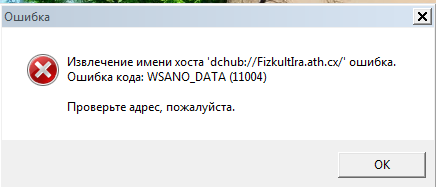 Ошибка
Извлечение имени хоста 'dchub://FizkultIra.ath.cx/' ошибка.
Ошибка кода: WSANO_DATA (11004)
Проверьте адрес, пожалуйста.
OK